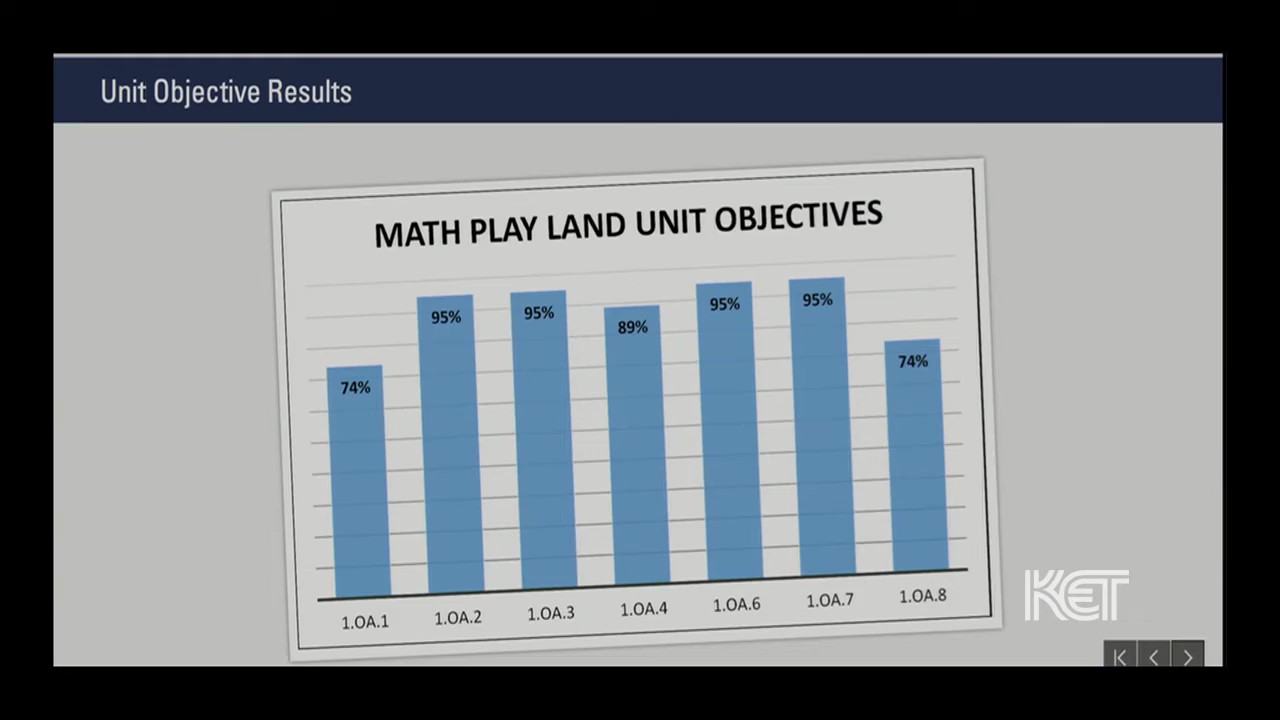 Unit Objective Results
MATH PLAY LAND UNIT OBJECTIVES
74%
95%
95%
89%
95%
95%
74%
1.OA.1
1.OA.2
1.OA.3
1.OA.4
1.OA.6
1.OA.7
1.OA.8
KET